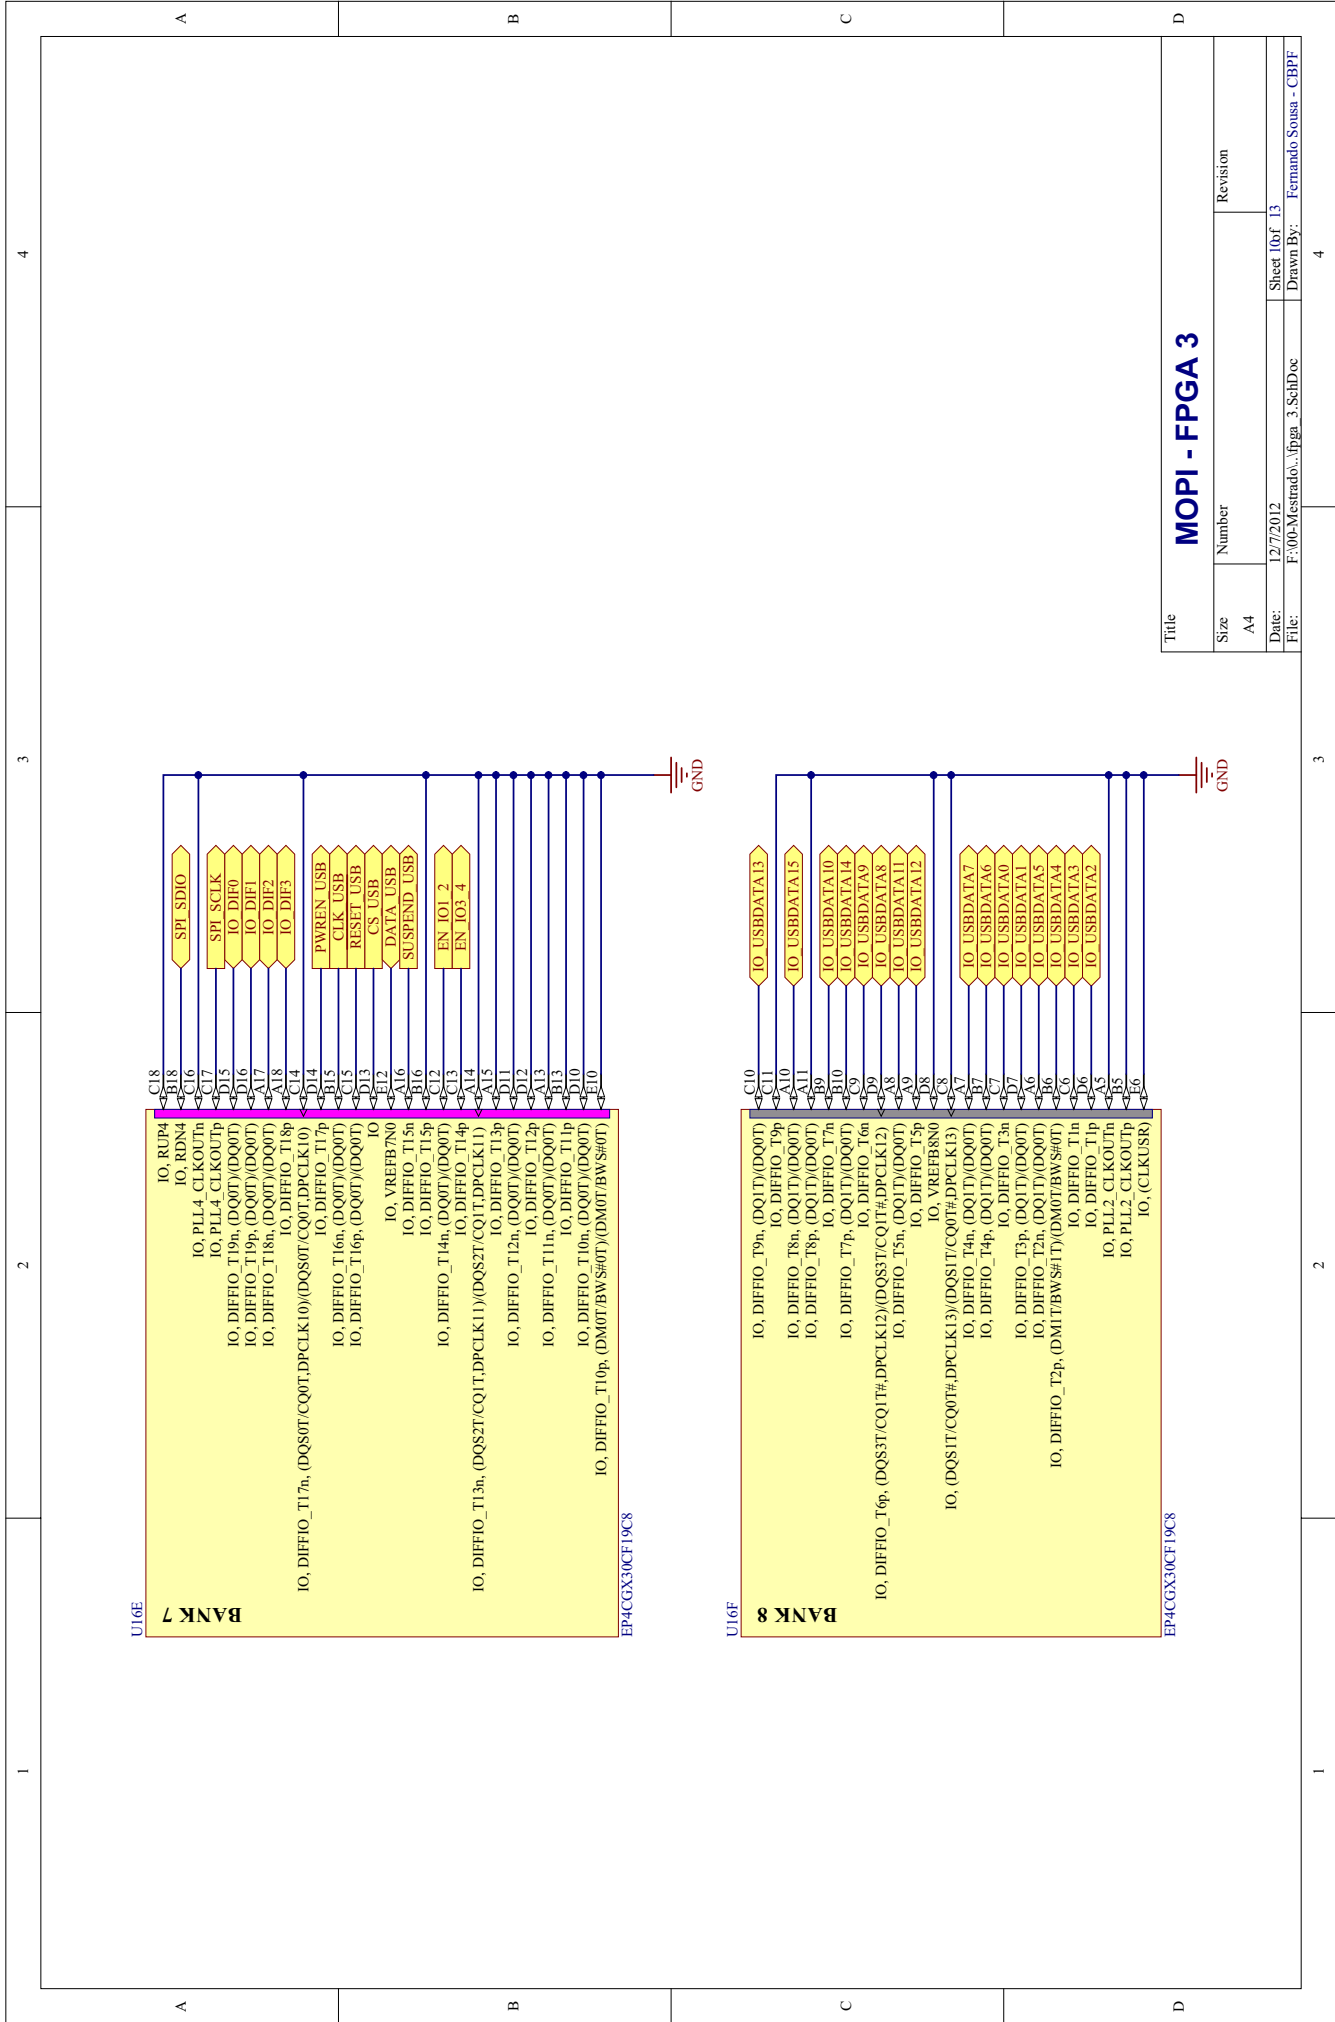 1
2
3
4
A
B
C
D
U16E
BANK 7
IO, RUP4 C18
IO, RDN4 B18 SPI_SDIO
IO, PLL4_CLKOUTn C16
IO, PLL4_CLKOUTp C17 SPI_SCLK
IO, DIFFIO_T19n, (DQ0T)/(DQ0T) D15 IO_DIF0
IO, DIFFIO_T19p, (DQ0T)/(DQ0T) D16 IO_DIF1
IO, DIFFIO_T18n, (DQ0T)/(DQ0T) A17 IO_DIF2
IO, DIFFIO_T18p A18 IO_DIF3
IO, DIFFIO_T17n, (DQS0T/CQ0T,DPCLK10)/(DQS0T/CQ0T,DPCLK10) C14
IO, DIFFIO_T17p D14 PWREN_USB
IO, DIFFIO_T16n, (DQ0T)/(DQ0T) B15 CLK_USB
IO, DIFFIO_T16p, (DQ0T)/(DQ0T) C15 RESET_USB
IO D13 CS_USB
IO, VREFB7N0 E12 DATA_USB
IO, DIFFIO_T15n A16 SUSPEND_USB
IO, DIFFIO_T15p B16
IO, DIFFIO_T14n, (DQ0T)/(DQ0T) C12 EN_IO1_2
IO, DIFFIO_T14p C13 EN_IO3_4
IO, DIFFIO_T13n, (DQS2T/CQ1T,DPCLK11)/(DQS2T/CQ1T,DPCLK11) A14
IO, DIFFIO_T13p A15
IO, DIFFIO_T12n, (DQ0T)/(DQ0T) D11
IO, DIFFIO_T12p D12
IO, DIFFIO_T11n, (DQ0T)/(DQ0T) A13
IO, DIFFIO_T11p B13
IO, DIFFIO_T10n, (DQ0T)/(DQ0T) D10
IO, DIFFIO_T10p, (DM0T/BWS#0T)/(DM0T/BWS#0T) E10
EP4CGX30CF19C8
GND
U16F
BANK 8
IO, DIFFIO_T9n, (DQ1T)/(DQ0T) C10 IO_USBDATA13
IO, DIFFIO_T9p C11
IO, DIFFIO_T8n, (DQ1T)/(DQ0T) A10 IO_USBDATA15
IO, DIFFIO_T8p, (DQ1T)/(DQ0T) A11
IO, DIFFIO_T7n B9 IO_USBDATA10
IO, DIFFIO_T7p, (DQ1T)/(DQ0T) B10 IO_USBDATA14
IO, DIFFIO_T6n C9 IO_USBDATA9
IO, DIFFIO_T6p, (DQS3T/CQ1T#,DPCLK12)/(DQS3T/CQ1T#,DPCLK12) D9 IO_USBDATA8
IO, DIFFIO_T5n, (DQ1T)/(DQ0T) A8 IO_USBDATA11
IO, DIFFIO_T5p A9 IO_USBDATA12
IO, VREFB8N0 D8
IO, (DQS1T/CQ0T#,DPCLK13)/(DQS1T/CQ0T#,DPCLK13) C8
IO, DIFFIO_T4n, (DQ1T)/(DQ0T) A7 IO_USBDATA7
IO, DIFFIO_T4p, (DQ1T)/(DQ0T) B7 IO_USBDATA6
IO, DIFFIO_T3n C7 IO_USBDATA0
IO, DIFFIO_T3p, (DQ1T)/(DQ0T) D7 IO_USBDATA1
IO, DIFFIO_T2n, (DQ1T)/(DQ0T) A6 IO_USBDATA5
IO, DIFFIO_T2p, (DM1T/BWS#1T)/(DM0T/BWS#0T) B6 IO_USBDATA4
IO, DIFFIO_T1n C6 IO_USBDATA3
IO, DIFFIO_T1p D6 IO_USBDATA2
IO, PLL2_CLKOUTn A5
IO, PLL2_CLKOUTp B5
IO, (CLKUSR) E6
EP4CGX30CF19C8
GND
Title
MOPI - FPGA 3
Size Number Revision
A4
Date: 12/7/2012 Sheet 10of 13
File: F:\00-Mestrado\..\fpga_3.SchDoc Drawn By: Fernando Sousa - CBPF
A
B
C
D
1
2
3
4